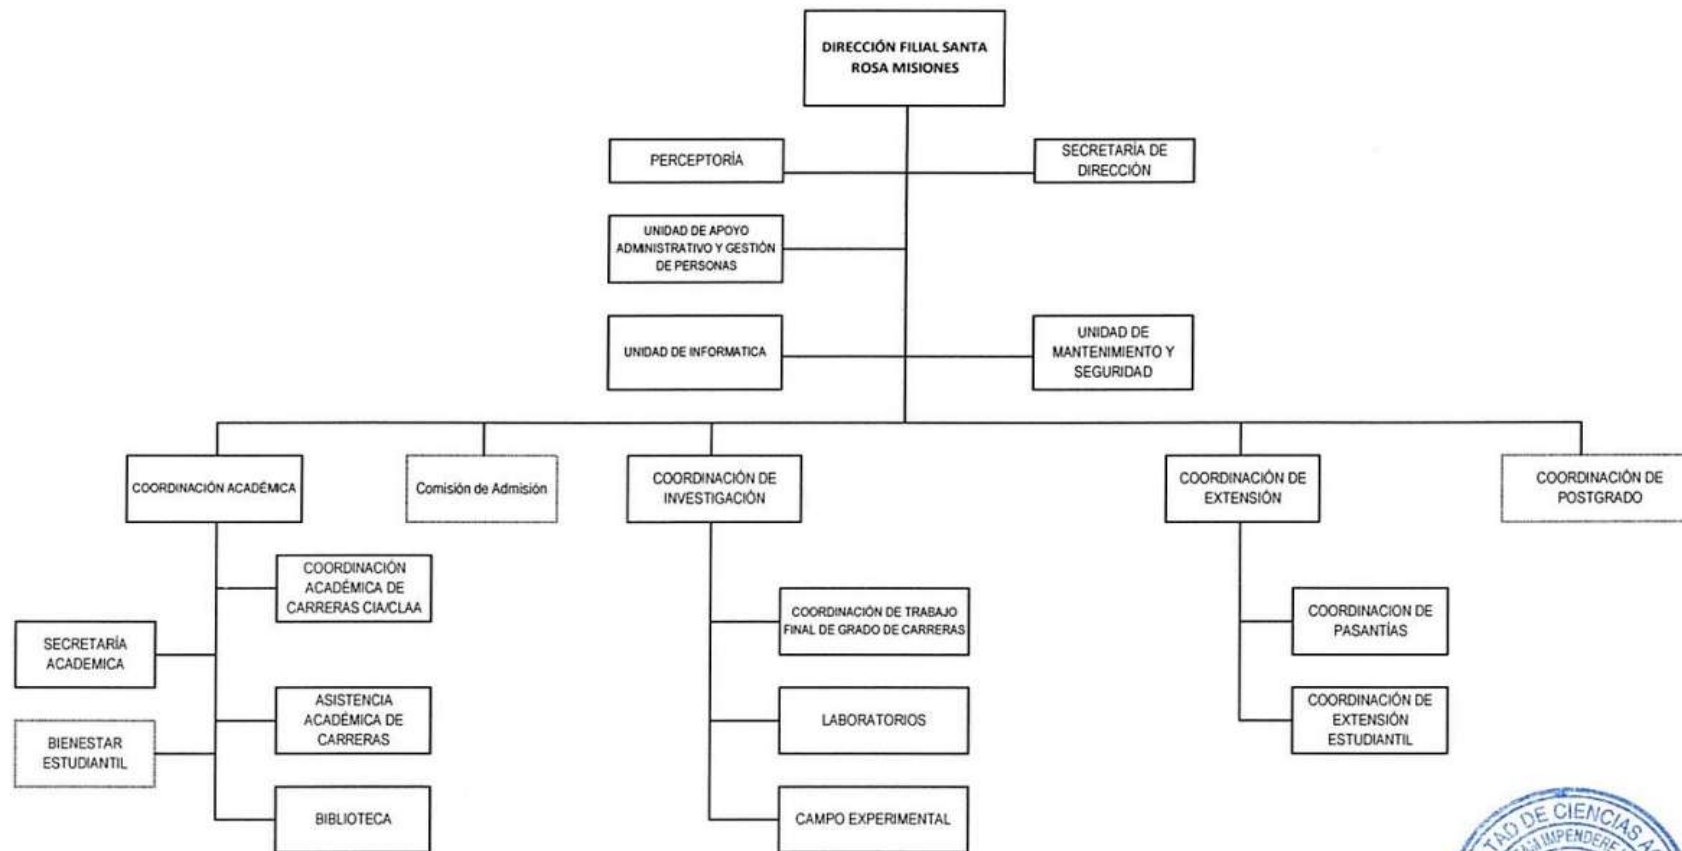 DIRECCIÓN FILIAL SANTA
ROSA MISIONES
PERCEPTORÍA
SECRETARÍA DE
DIRECCIÓN
UNIDAD DE APOYO
ADMINISTRATIVO Y GESTIÓN
DE PERSONAS
UNIDAD DE INFORMATICA
UNIDAD DE
MANTENIMIENTO Y
SEGURIDAD
COORDINACIÓN ACADÉMICA
Comisión de Admisión
COORDINACIÓN DE
INVESTIGACIÓN
COORDINACIÓN DE
EXTENSIÓN
COORDINACIÓN DE
POSTGRADO
COORDINACIÓN
ACADÉMICA DE
CARRERAS CIA/CLAA
SECRETARÍA
ACADEMICA
ASISTENCIA
ACADÉMICA DE
CARRERAS
BIENESTAR
ESTUDIANTIL
BIBLIOTECA
COORDINACIÓN DE TRABAJO
FINAL DE GRADO DE CARRERAS
LABORATORIOS
CAMPO EXPERIMENTAL
COORDINACION DE
PASANTÍAS
COORDINACIÓN DE
EXTENSIÓN
ESTUDIANTIL
DE CIENCIAS
IMPENDERE